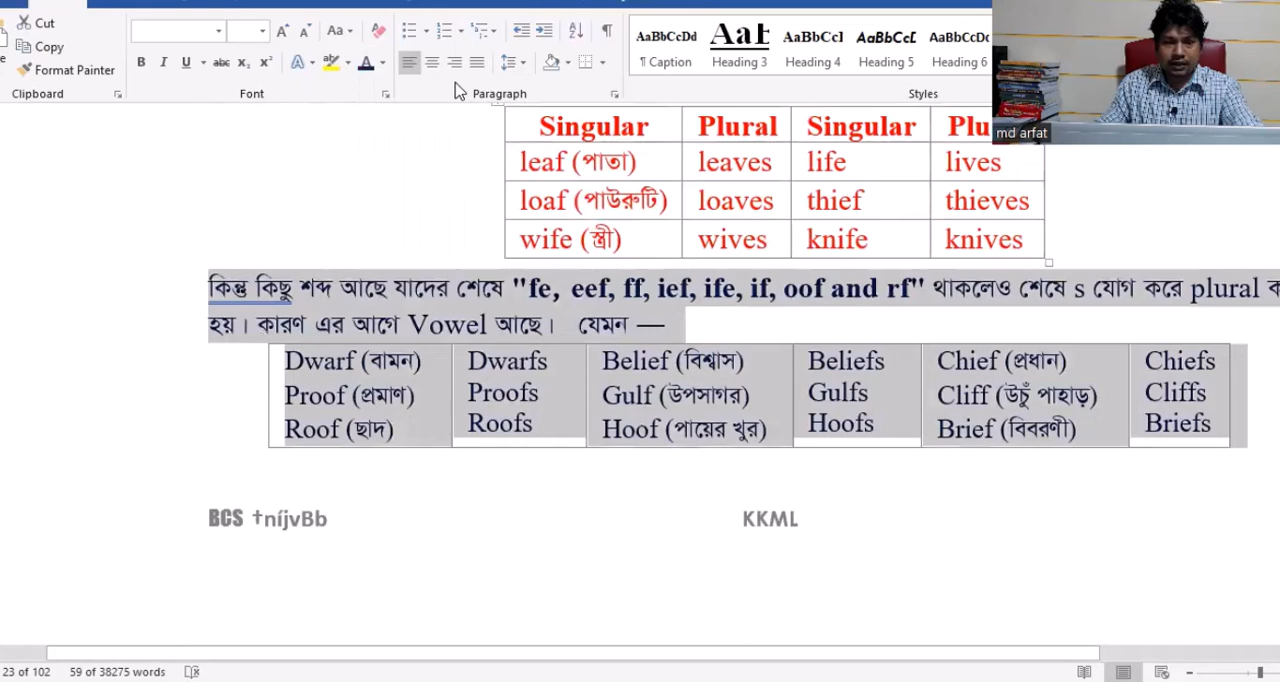 Cut
Copy
Format Painter
Clipboard
Font
Paragraph
Styles
AaBbCcDd AaB AaBbCcI AaBbCcD AaBbCcDc
¶ Caption Heading 3 Heading 4 Heading 5 Heading 6
md arfat
Singular Plural Singular
leaf (পাতা) leaves life lives
loaf (পাউরুটি) loaves thief thieves
wife (স্ত্রী) wives knife knives
কিন্তু কিছু শব্দ আছে যাদের শেষে "fe, eef, ff, ief, ife, if, oof and rf" থাকলেও শেষে s যোগ করে plural
হয়। কারণ এর আগে Vowel আছে। যেমন —
Dwarf (বামন) Dwarfs Belief (বিশ্বাস) Beliefs Chief (প্রধান) Chiefs
Proof (প্রমাণ) Proofs Gulf (উপসাগর) Gulfs Cliff (উচুঁ পাহাড়) Cliffs
Roof (ছাদ) Roofs Hoof (পায়ের খুর) Hoofs Brief (বিবরণী) Briefs
BCS †níjvBb KKML
23 of 102 59 of 38275 words